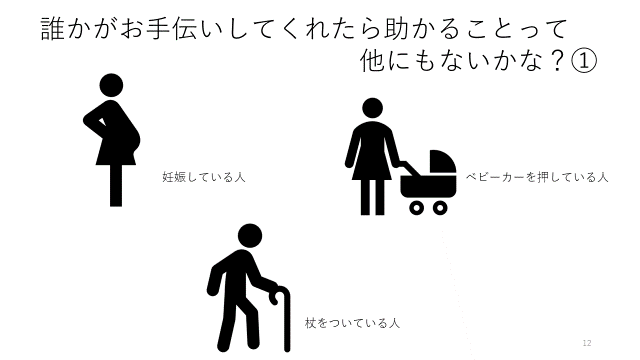 誰かがお手伝いしてくれたら助かることって
他にもないかな？①
妊娠している人
ベビーカーを押している人
杖をついている人
12